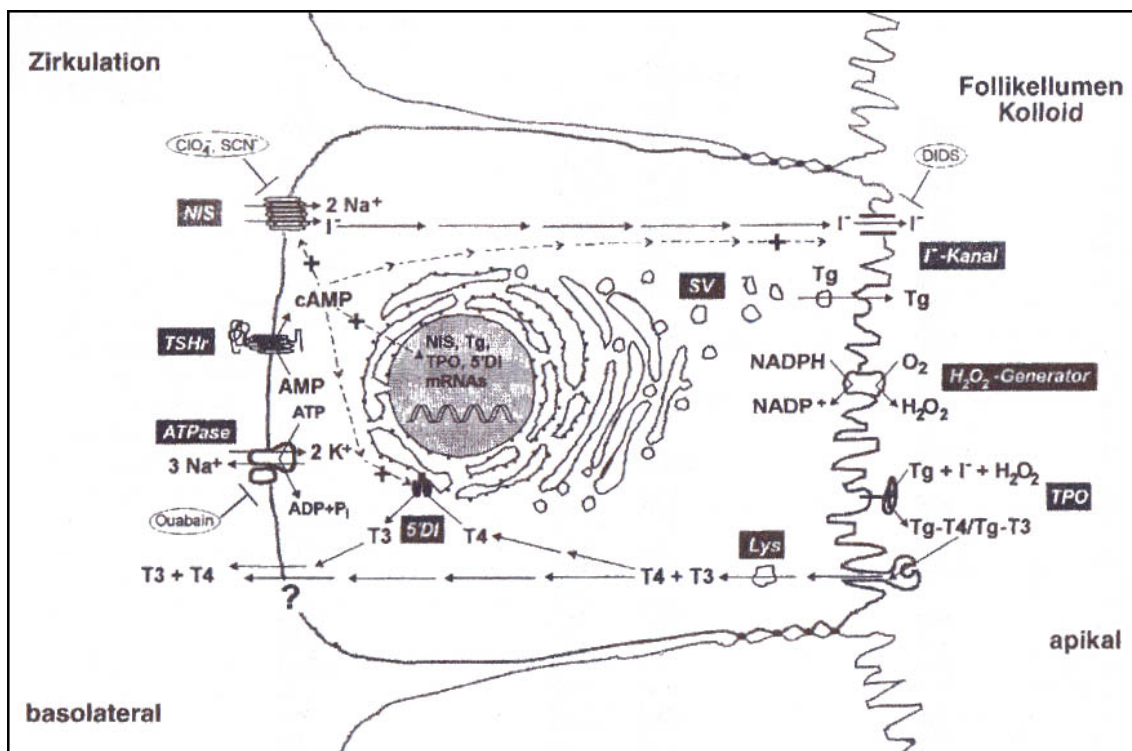 Zirkulation
Follikellumen
Kolloid
ClO₄⁻, SCN⁻
DIDS
NIS
2 Na⁺
I⁻
I⁻
I⁻
+
+
I⁻-Kanal
cAMP
SV
Tg
Tg
+
TSHr
NIS, Tg,
TPO, 5'DI
mRNAs
AMP
NADPH
O₂
H₂O₂-Generator
NADP⁺
H₂O₂
ATP
ATPase
2 K⁺
3 Na⁺
+
ADP+Pᵢ
Tg + I⁻ + H₂O₂
TPO
Ouabain
5'DI
Tg-T4/Tg-T3
T3
T4
Lys
T3 + T4
T4 + T3
?
apikal
basolateral